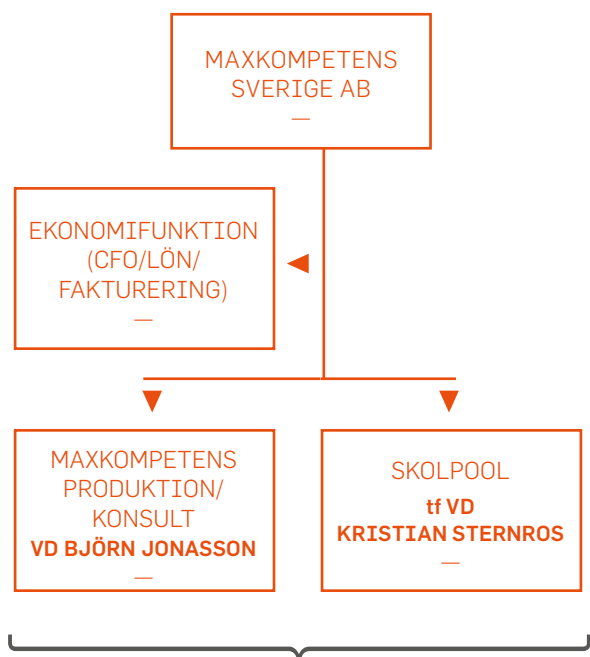 MAXKOMPETENS
SVERIGE AB
—
EKONOMIFUNKTION
(CFO/LÖN/
FAKTURERING)
—
MAXKOMPETENS
PRODUKTION/
KONSULT
VD BJÖRN JONASSON
—
SKOLPOOL
tf VD
KRISTIAN STERNROS
—